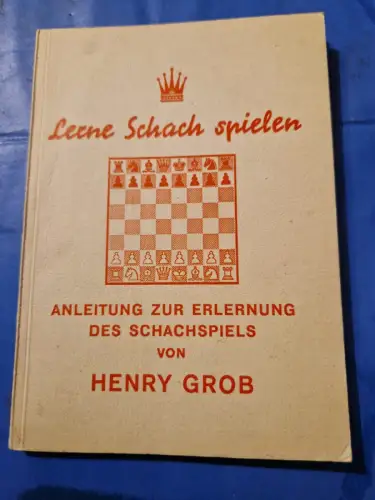 Lerne Schach spielen
ANLEITUNG ZUR ERLERNUNG
DES SCHACHSPIELS
VON
HENRY GROB